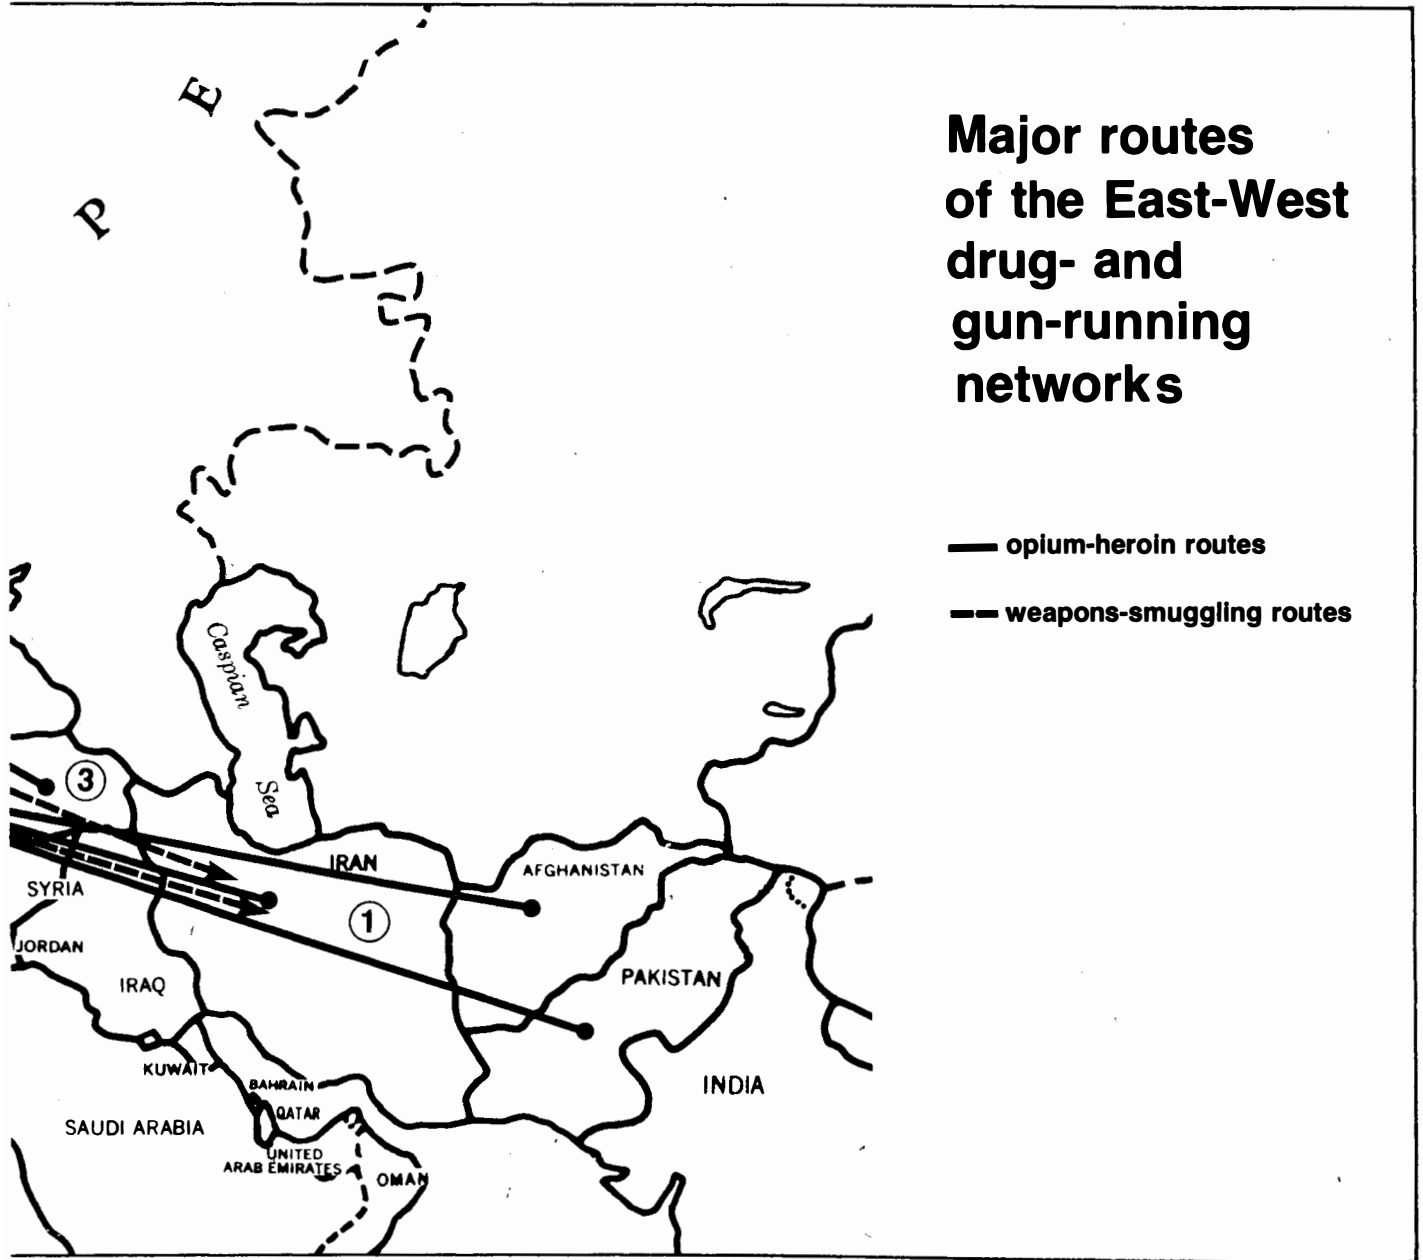 E
P
Major routes
of the East-West
drug- and
gun-running
networks
opium-heroin routes
weapons-smuggling routes
Caspian
Sea
3
IRAN
AFGHANISTAN
SYRIA
1
JORDAN
IRAQ
PAKISTAN
KUWAIT
BAHRAIN
QATAR
INDIA
SAUDI ARABIA
UNITED
ARAB EMIRATES
OMAN